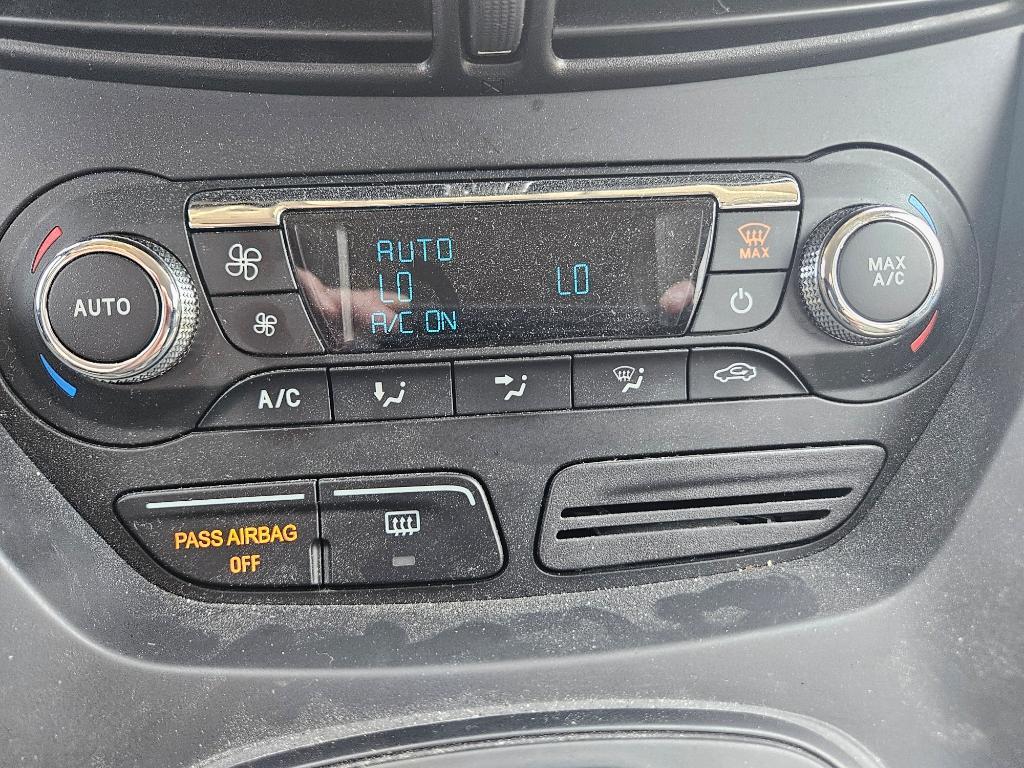 AUTO
AUTO
LO LO
A/C ON
MAX
MAX
A/C
A/C
PASS AIRBAG
OFF